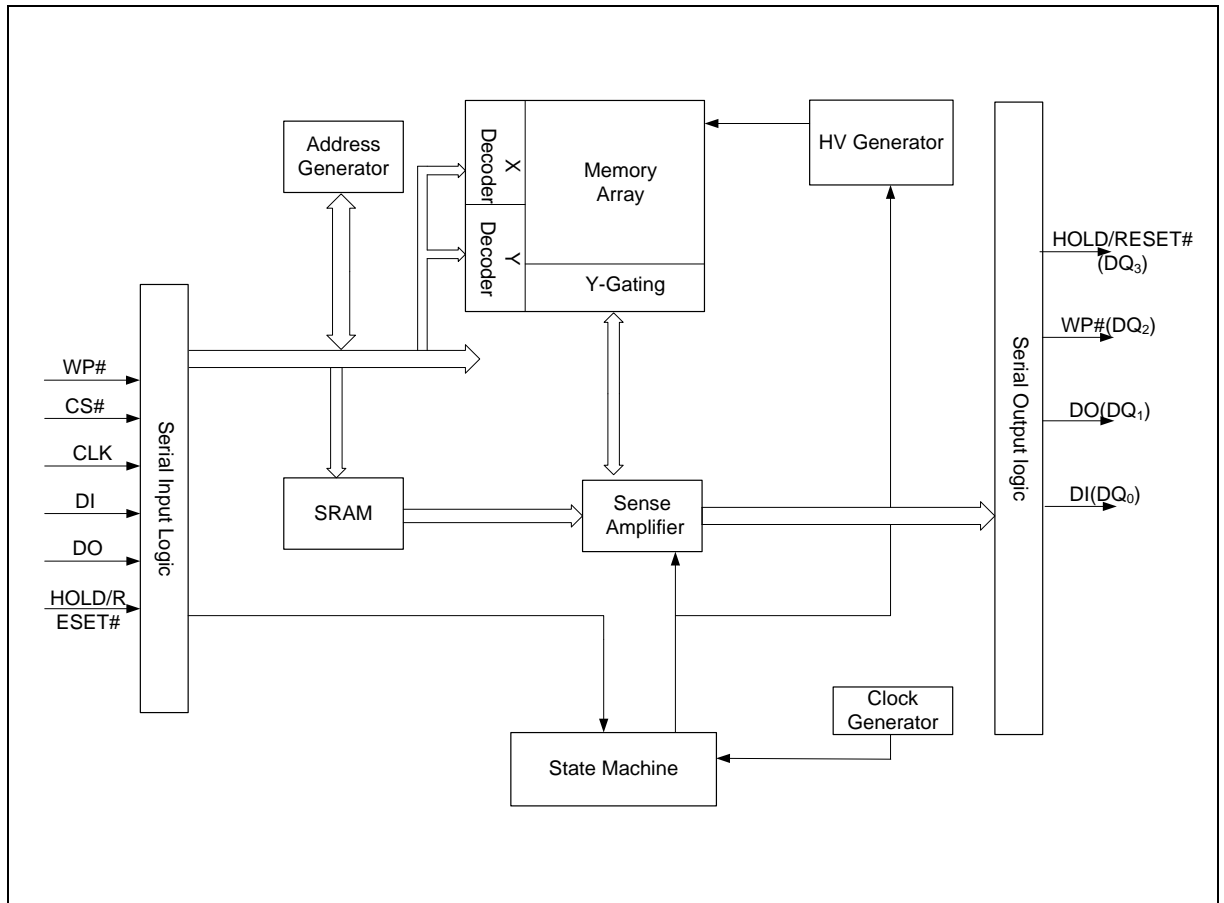 Address
Generator
X
Decoder
Y
Decoder
Memory
Array
Y-Gating
HV Generator
WP#
CS#
CLK
DI
DO
HOLD/R
ESET#
Serial Input Logic
SRAM
Sense
Amplifier
State Machine
Clock
Generator
Serial Output logic
HOLD/RESET#
(DQ₃)
WP#(DQ₂)
DO(DQ₁)
DI(DQ₀)